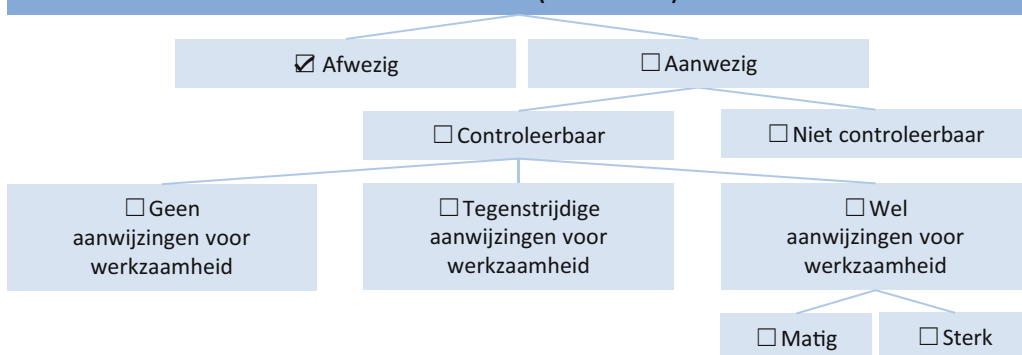 ☑ Afwezig
☐ Aanwezig
☐ Controleerbaar
☐ Niet controleerbaar
☐ Geen
aanwijzingen voor
werkzaamheid
☐ Tegenstrijdige
aanwijzingen voor
werkzaamheid
☐ Wel
aanwijzingen voor
werkzaamheid
☐ Matig
☐ Sterk